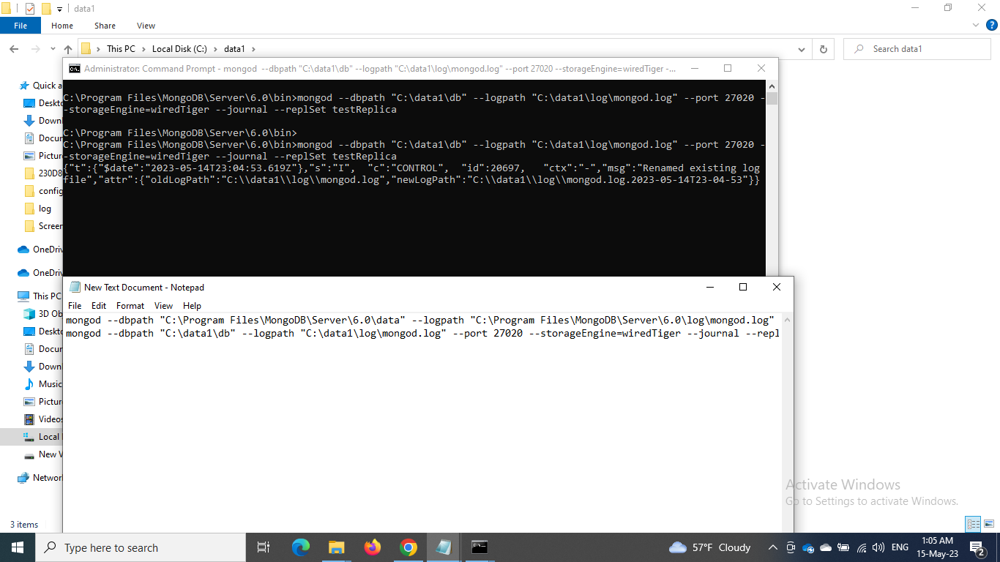 data1
File Home Share View
This PC Local Disk (C:) data1
Search data1
Administrator: Command Prompt - mongod --dbpath "C:\data1\db" --logpath "C:\data1\log\mongod.log" --port 27020 --storageEngine=wiredTiger -...
C:\Program Files\MongoDB\Server\6.0\bin>mongod --dbpath "C:\data1\db" --logpath "C:\data1\log\mongod.log" --port 27020 -
-storageEngine=wiredTiger --journal --replSet testReplica
C:\Program Files\MongoDB\Server\6.0\bin>
C:\Program Files\MongoDB\Server\6.0\bin>mongod --dbpath "C:\data1\db" --logpath "C:\data1\log\mongod.log" --port 27020 -
-storageEngine=wiredTiger --journal --replSet testReplica
{"t":{"$date":"2023-05-14T23:04:53.619Z"},"s":"I", "c":"CONTROL", "id":20697, "ctx":"-","msg":"Renamed existing log
file","attr":{"oldLogPath":"C:\\data1\\log\\mongod.log","newLogPath":"C:\\data1\\log\\mongod.log.2023-05-14T23-04-53"}}
Quick a
Deskto
Downl
Docur
Pictur
230D8
config
log
Screen
OneDriv
OneDriv
This PC
3D Ob
Deskto
Docur
Downl
Music
Pictur
Videos
Local
New V
Network
3 items
New Text Document - Notepad
File Edit Format View Help
mongod --dbpath "C:\Program Files\MongoDB\Server\6.0\data" --logpath "C:\Program Files\MongoDB\Server\6.0\log\mongod.log"
mongod --dbpath "C:\data1\db" --logpath "C:\data1\log\mongod.log" --port 27020 --storageEngine=wiredTiger --journal --repl
Activate Windows
Go to Settings to activate Windows.
Type here to search
57°F Cloudy
ENG
1:05 AM
15-May-23
2